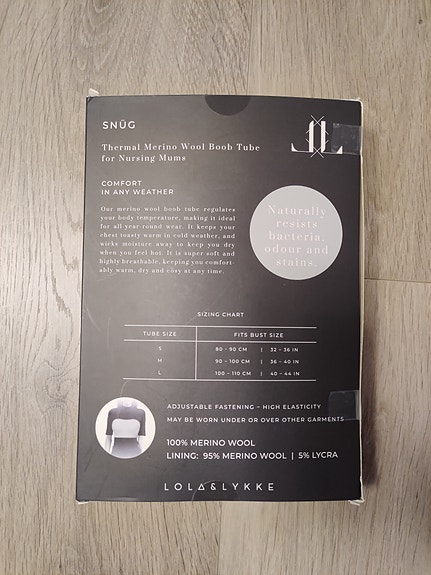 SNÜG
Thermal Merino Wool Boob Tube
for Nursing Mums
COMFORT
IN ANY WEATHER
Our merino wool boob tube regulates
your body temperature, making it ideal
for all year round wear. It keeps your
chest toasty warm in cold weather, and
wicks moisture away to keep you dry
when you feel hot. It is super soft and
highly breathable, keeping you comfort-
ably warm, dry and cosy at any time.
Naturally
resists
bacteria,
odour and
stains.
SIZING CHART
TUBE SIZE FITS BUST SIZE
S 80 - 90 CM | 32 - 36 IN
M 90 - 100 CM | 36 - 40 IN
L 100 - 110 CM | 40 - 44 IN
ADJUSTABLE FASTENING – HIGH ELASTICITY
MAY BE WORN UNDER OR OVER OTHER GARMENTS
100% MERINO WOOL
LINING: 95% MERINO WOOL | 5% LYCRA
LOLA&LYKKE